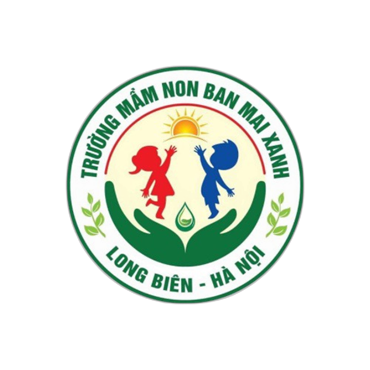 TRƯỜNG MẦM NON BAN MAI XANH
LONG BIÊN - HÀ NỘI